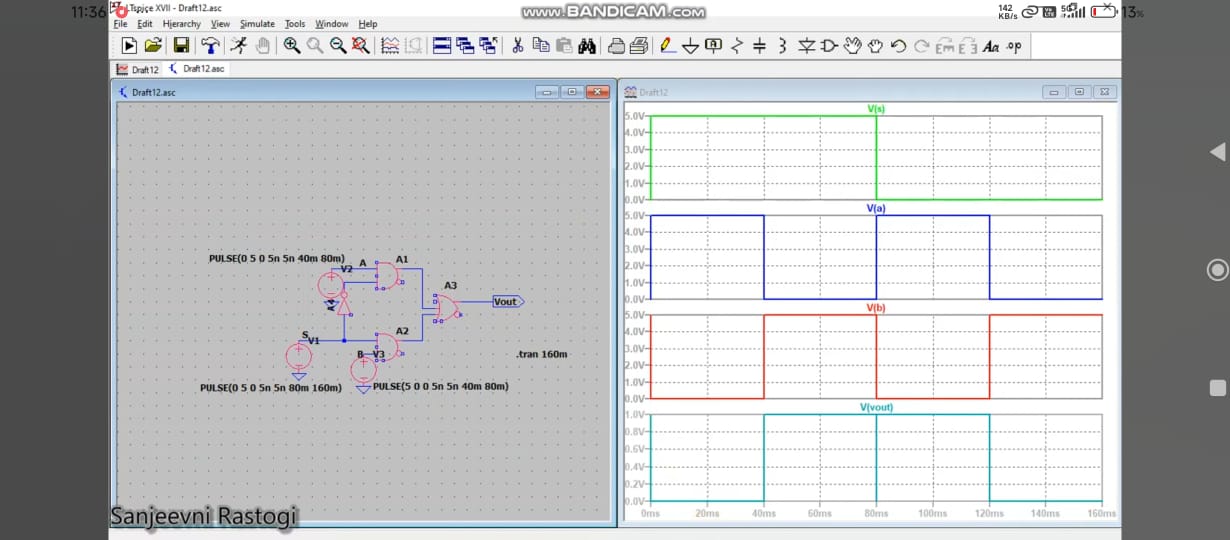 11:36
LTspice XVII - Draft12.asc
www.BANDICAM.com
142
KB/s
13%
File Edit Hierarchy View Simulate Tools Window Help
Aa .op
Draft12 Draft12.asc
Draft12.asc
Draft12
PULSE(0 5 0 5n 5n 40m 80m)
V2
A
A1
A4
A3
Vout
S
V1
A2
B
V3
.tran 160m
PULSE(0 5 0 5n 5n 80m 160m)
PULSE(5 0 0 5n 5n 40m 80m)
V(s)
5.0V
4.0V
3.0V
2.0V
1.0V
0.0V
V(a)
5.0V
4.0V
3.0V
2.0V
1.0V
0.0V
V(b)
5.0V
4.0V
3.0V
2.0V
1.0V
0.0V
V(vout)
1.0V
0.8V
0.6V
0.4V
0.2V
0.0V
0ms 20ms 40ms 60ms 80ms 100ms 120ms 140ms 160ms
Sanjeevni Rastogi